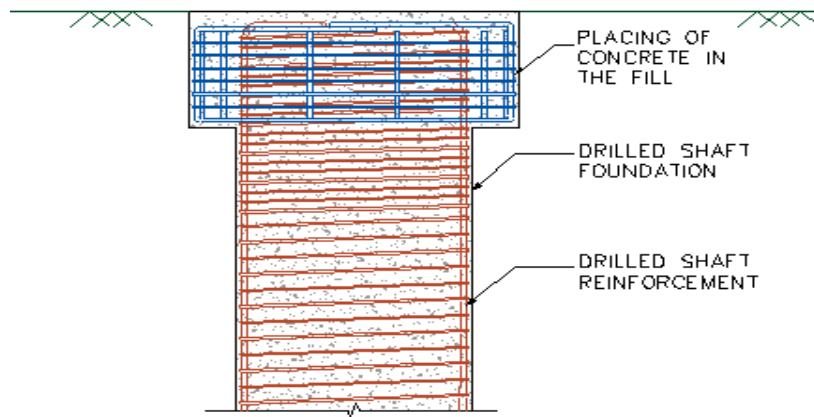 PLACING OF
CONCRETE IN
THE FILL
DRILLED SHAFT
FOUNDATION
DRILLED SHAFT
REINFORCEMENT